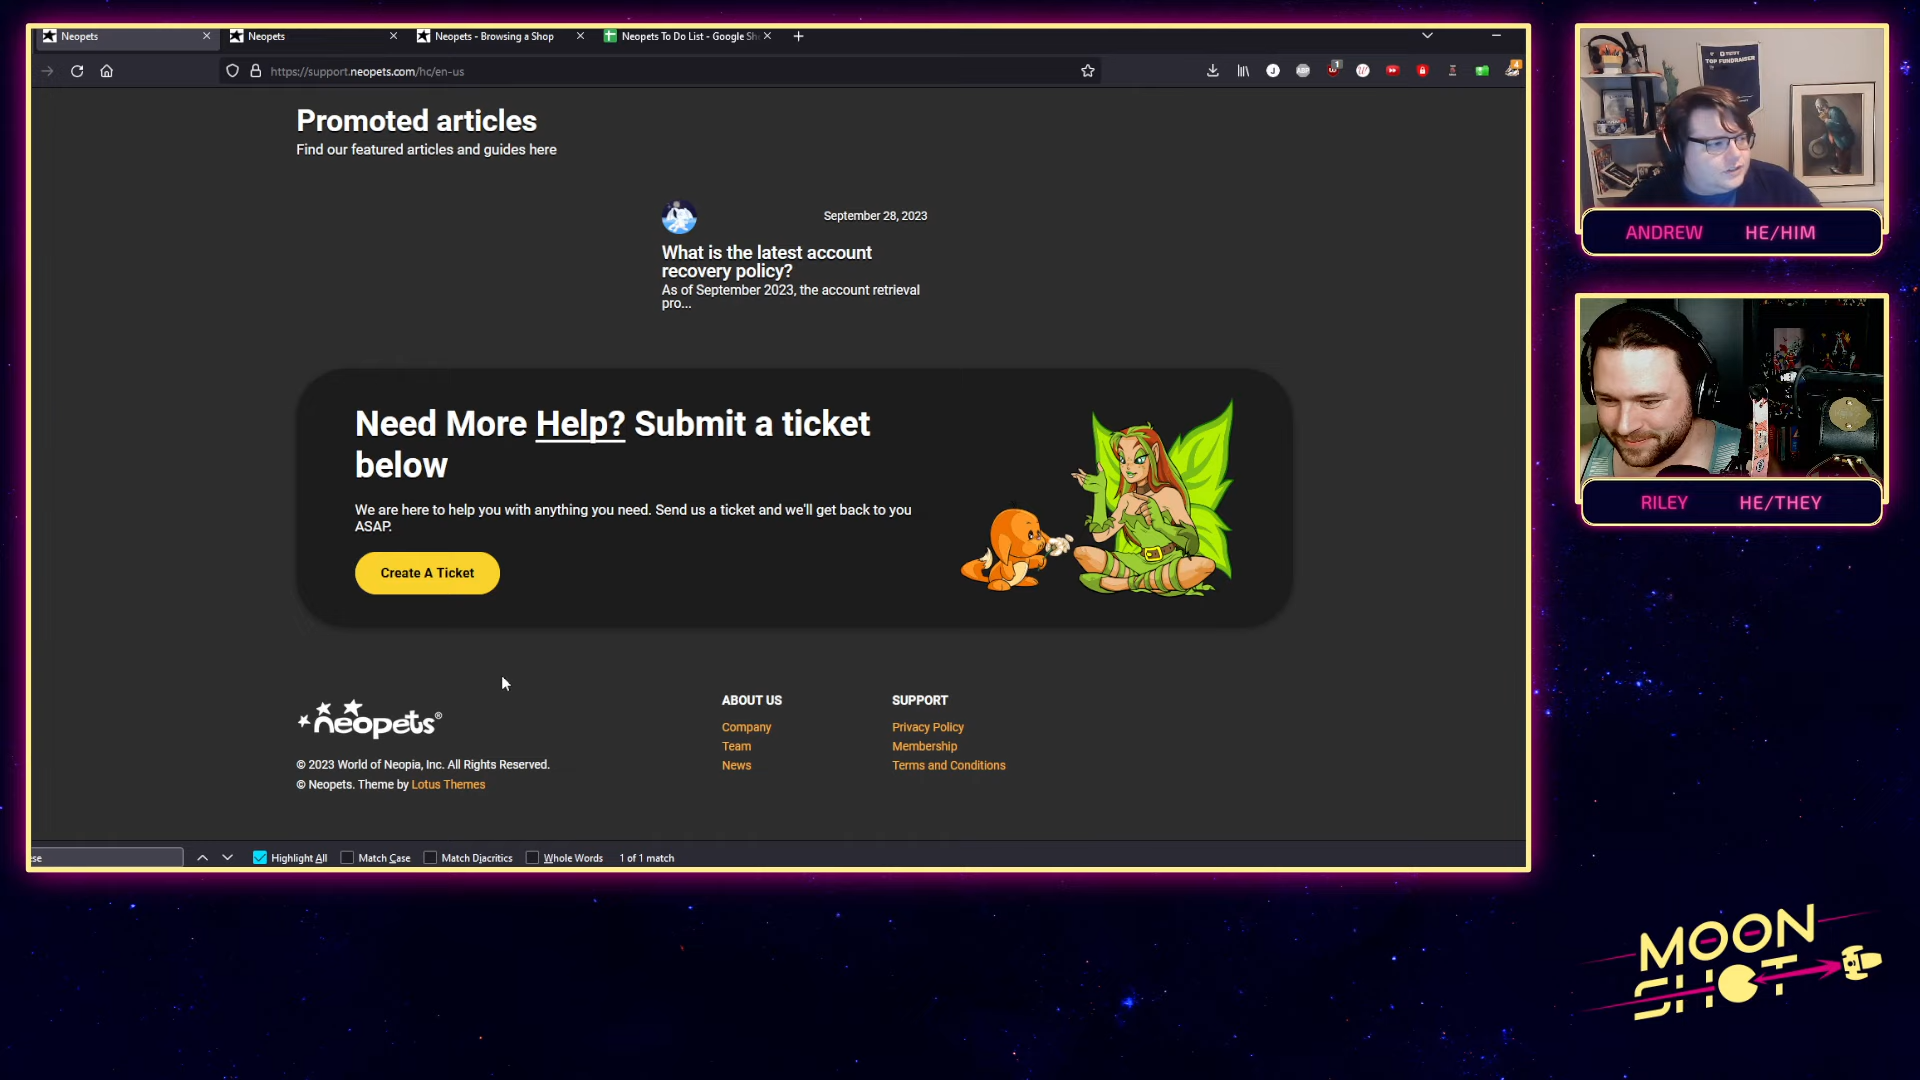 Neopets
Neopets
Neopets - Browsing a Shop
Neopets To Do List - Google She
https://support.neopets.com/hc/en-us
Promoted articles
Find our featured articles and guides here
September 28, 2023
What is the latest account
recovery policy?
As of September 2023, the account retrieval
pro...
Need More Help? Submit a ticket
below
We are here to help you with anything you need. Send us a ticket and we'll get back to you
ASAP.
Create A Ticket
neopets®
© 2023 World of Neopia, Inc. All Rights Reserved.
© Neopets. Theme by Lotus Themes
ABOUT US
Company
Team
News
SUPPORT
Privacy Policy
Membership
Terms and Conditions
ese
Highlight All
Match Case
Match Diacritics
Whole Words
1 of 1 match
TOP FUNDRAISER
ANDREW HE/HIM
RILEY HE/THEY
MOON
SHOT